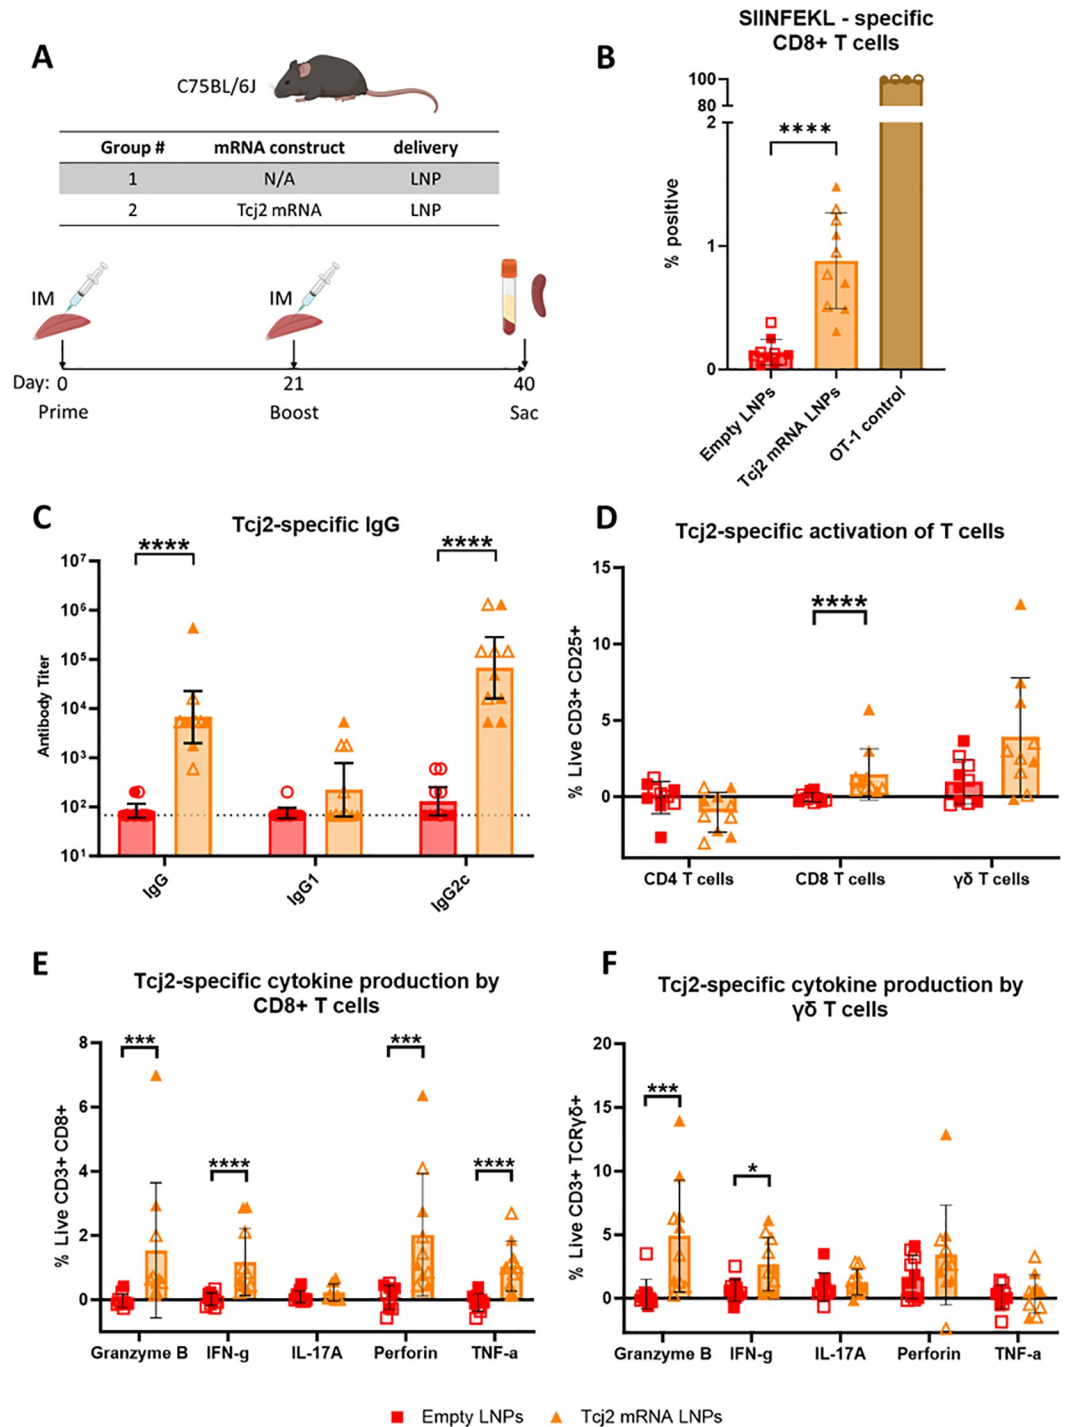 A
C75BL/6J
Group # mRNA construct delivery
1 N/A LNP
2 Tcj2 mRNA LNP
IM IM
Day: 0 21 40
Prime Boost Sac
B
SIINFEKL - specific
CD8+ T cells
% positive
100
80
2
1
0
****
Empty LNPs
Tcj2 mRNA LNPs
OT-1 control
C
Tcj2-specific IgG
Antibody Titer
10⁷
10⁶
10⁵
10⁴
10³
10²
10¹
**** ****
IgG IgG1 IgG2c
D
Tcj2-specific activation of T cells
% Live CD3+ CD25+
15
10
5
0
****
CD4 T cells CD8 T cells γδ T cells
E
Tcj2-specific cytokine production by
CD8+ T cells
% Live CD3+ CD8+
8
6
4
2
0
*** **** *** ****
Granzyme B IFN-g IL-17A Perforin TNF-a
F
Tcj2-specific cytokine production by
γδ T cells
% Live CD3+ TCRγδ+
20
15
10
5
0
*** *
Granzyme B IFN-g IL-17A Perforin TNF-a
Empty LNPs Tcj2 mRNA LNPs